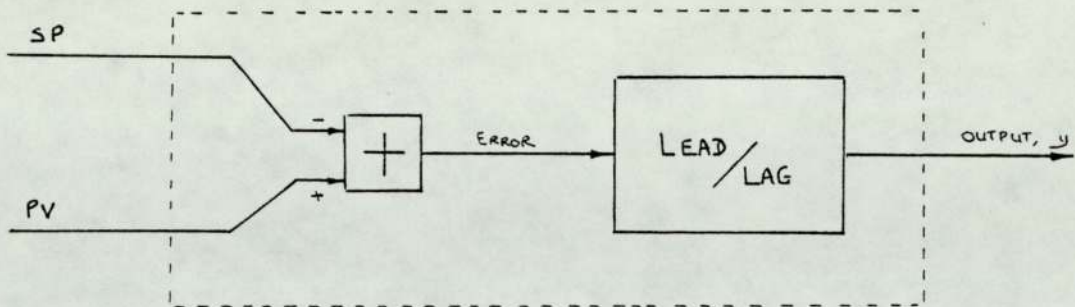 SP
-
+
ERROR
LEAD
/
LAG
OUTPUT, y
+
PV